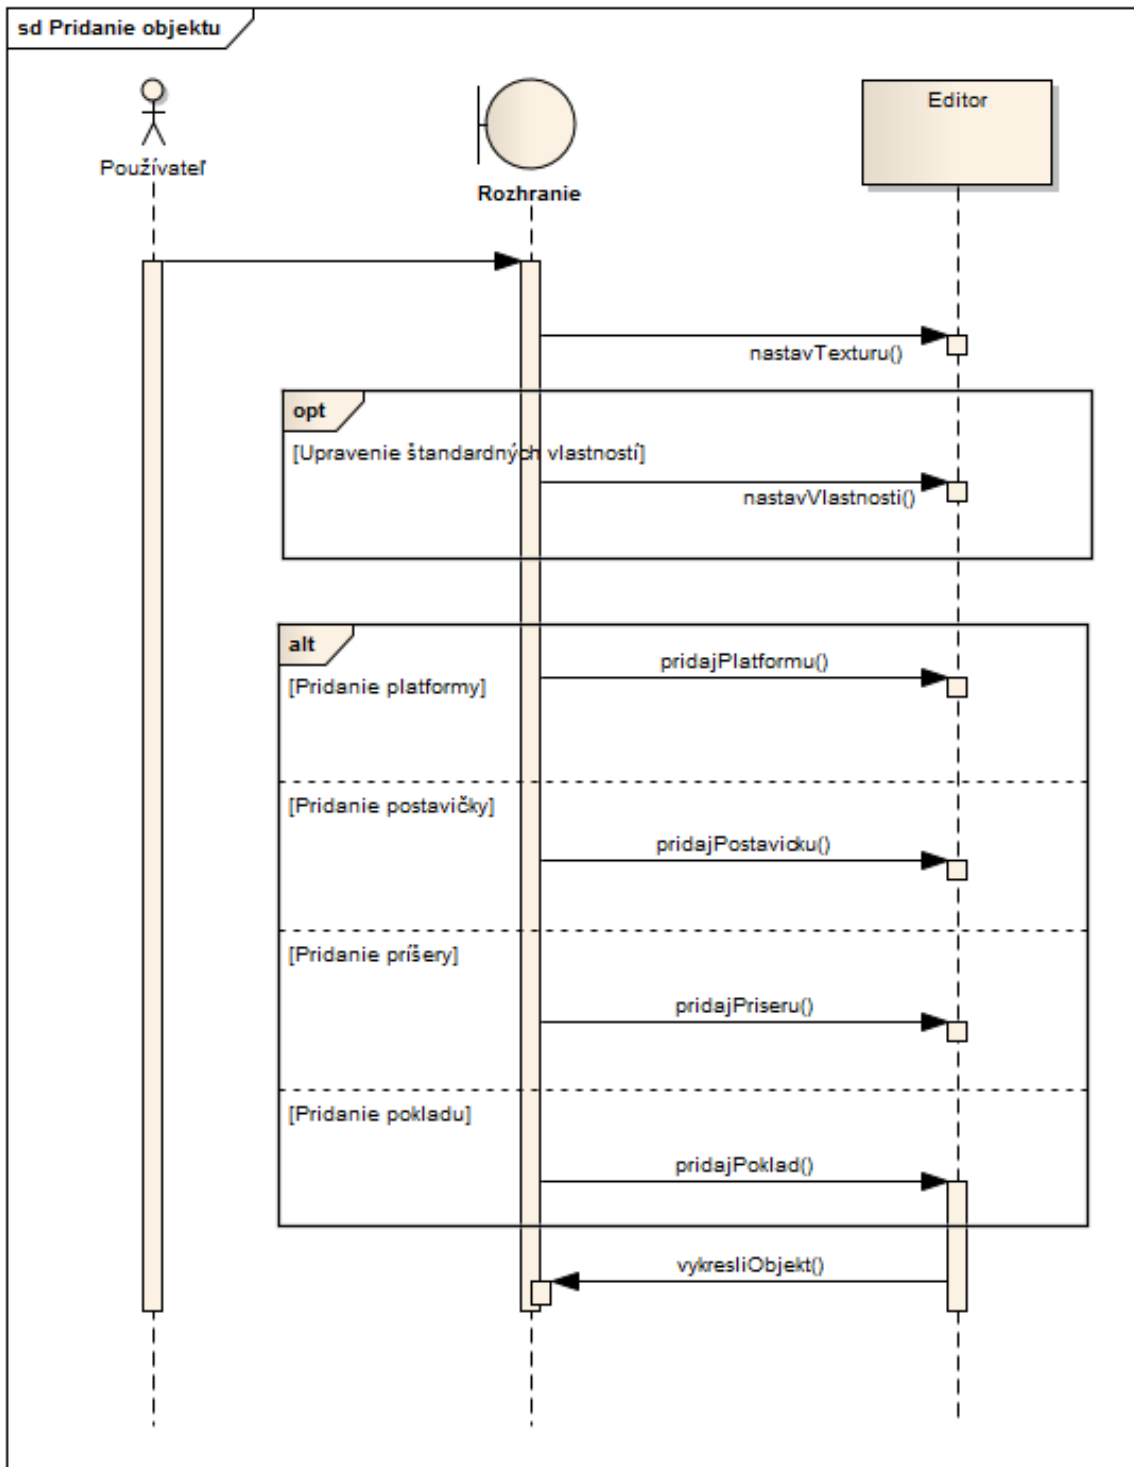 sd Pridanie objektu
Používateľ
Rozhranie
Editor
nastavTexturu()
opt
[Upravenie štandardných vlastností]
nastavVlastnosti()
alt
pridajPlatformu()
[Pridanie platformy]
[Pridanie postavičky]
pridajPostavicku()
[Pridanie príšery]
pridajPriseru()
[Pridanie pokladu]
pridajPoklad()
vykresliObjekt()